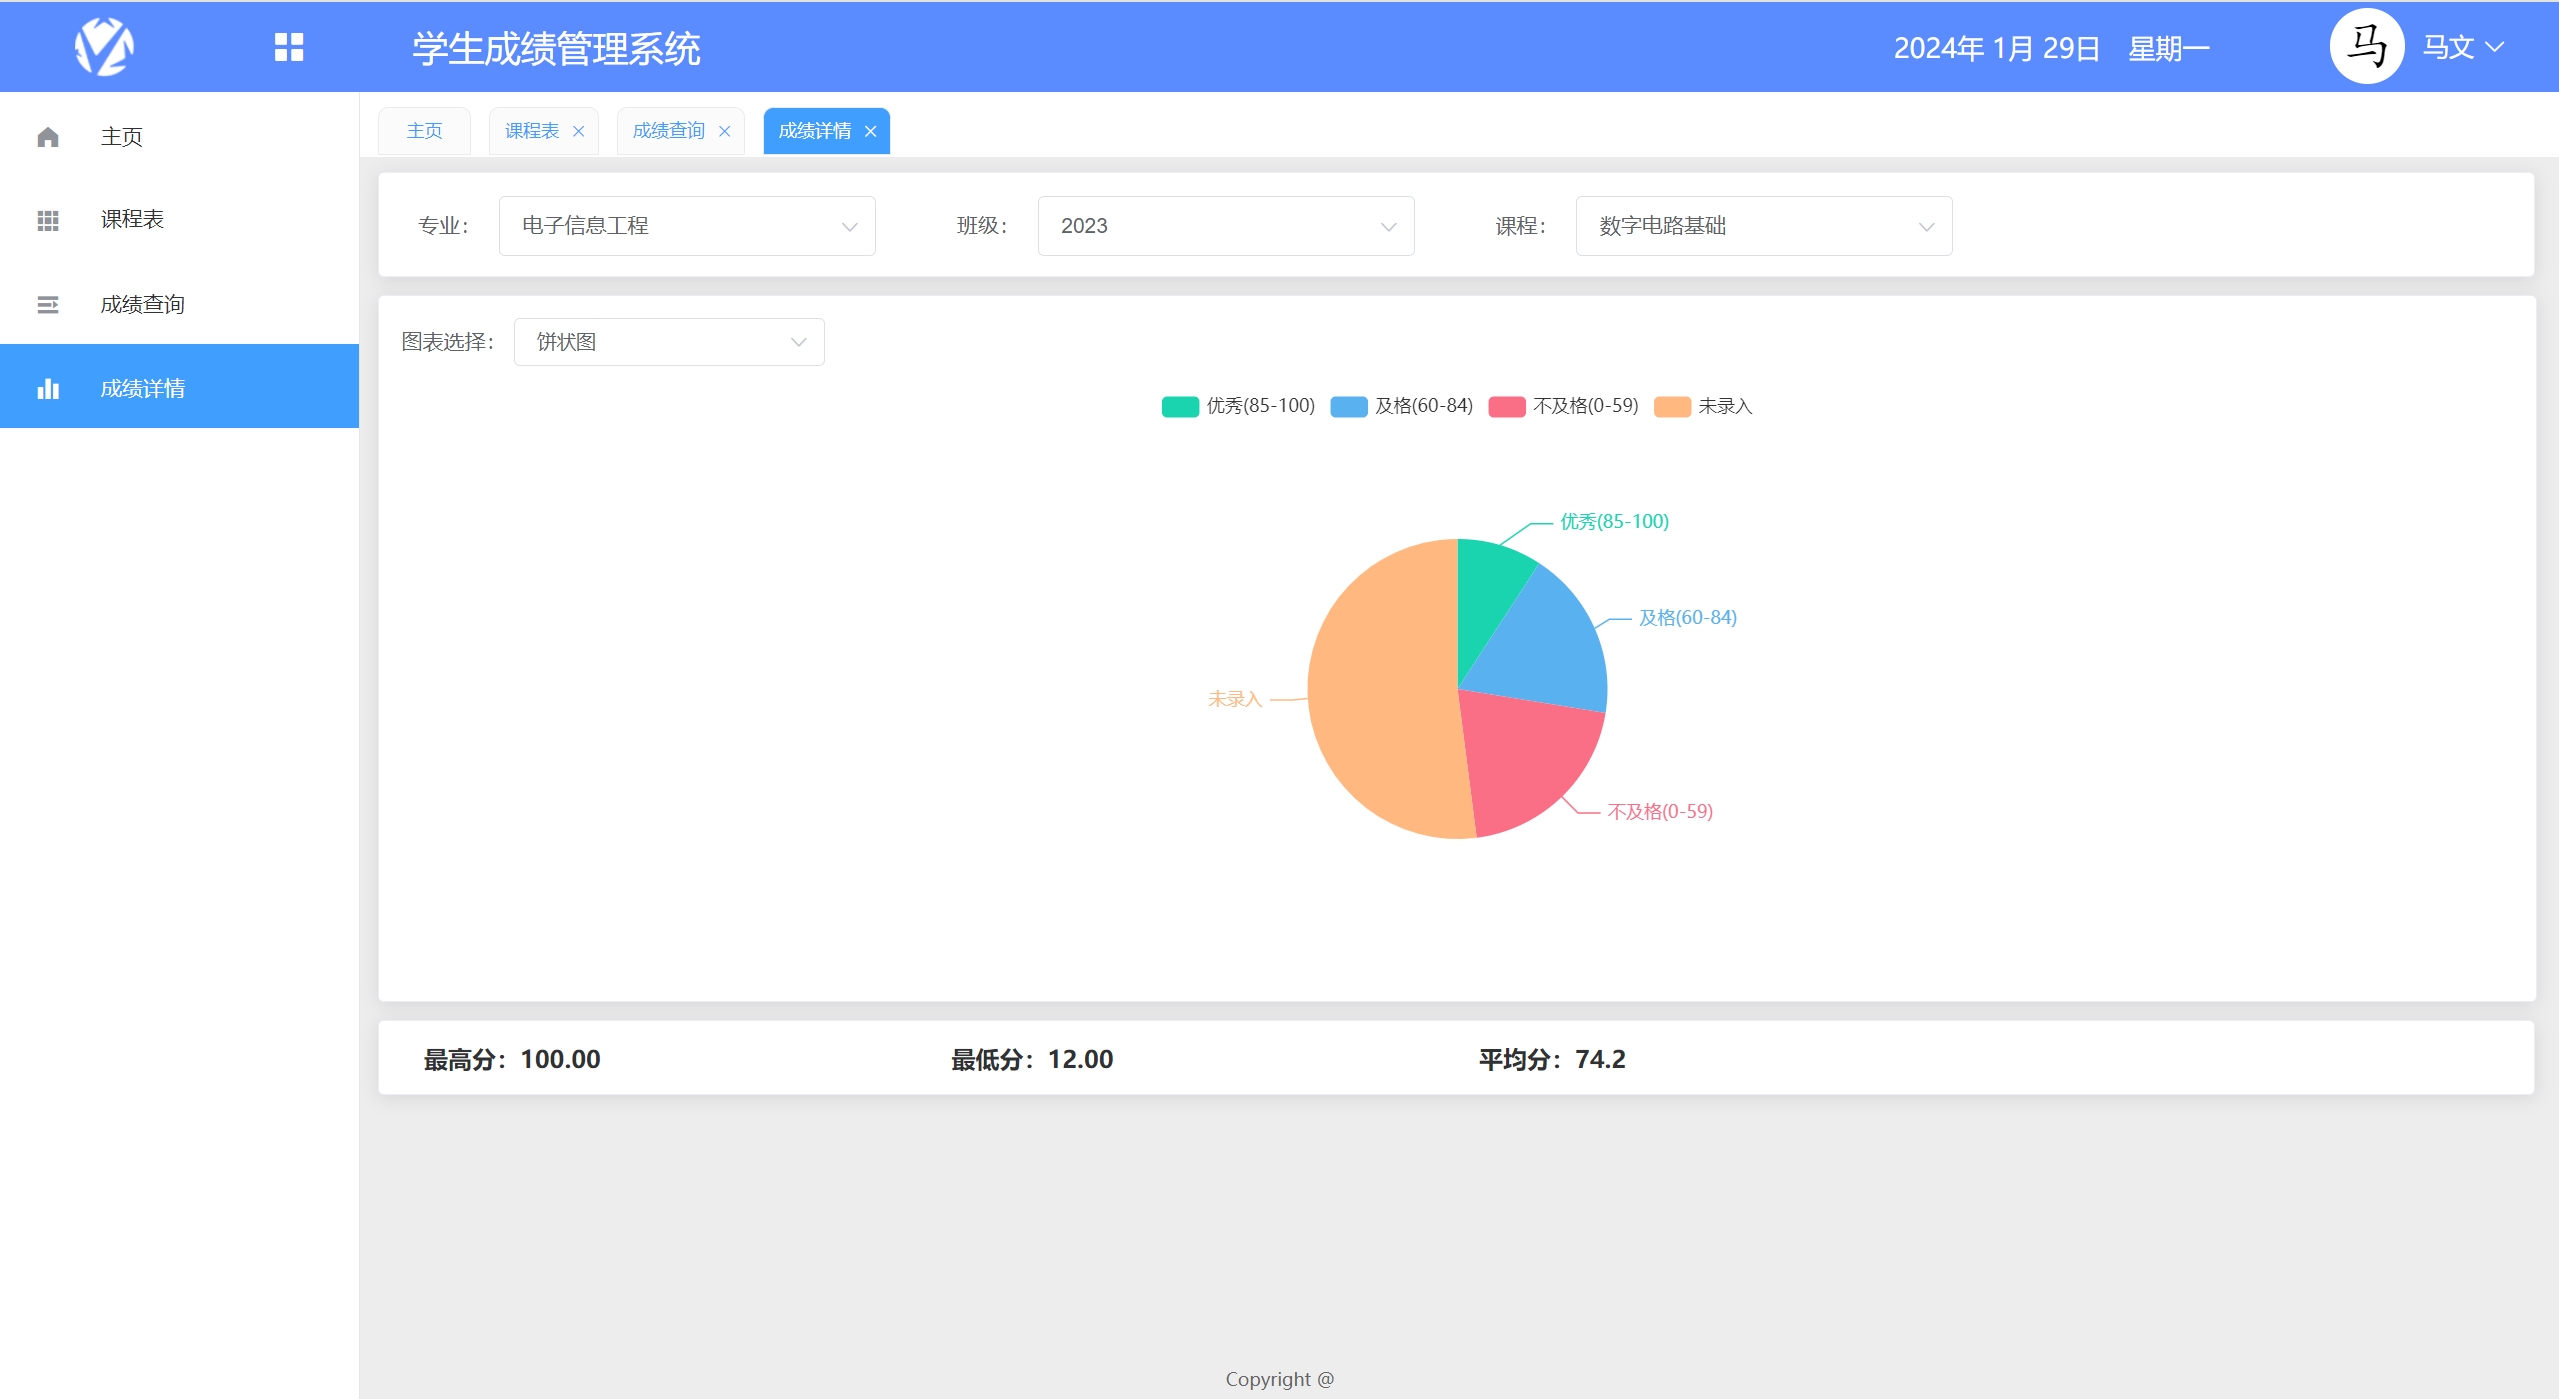 学生成绩管理系统
2024年 1月 29日 星期一
马 马文
主页
课程表
成绩查询
成绩详情
主页 课程表 成绩查询 成绩详情
专业： 电子信息工程 班级： 2023 课程： 数字电路基础
图表选择： 饼状图
优秀(85-100) 及格(60-84) 不及格(0-59) 未录入
优秀(85-100)
及格(60-84)
未录入
不及格(0-59)
最高分：100.00 最低分：12.00 平均分：74.2
Copyright @